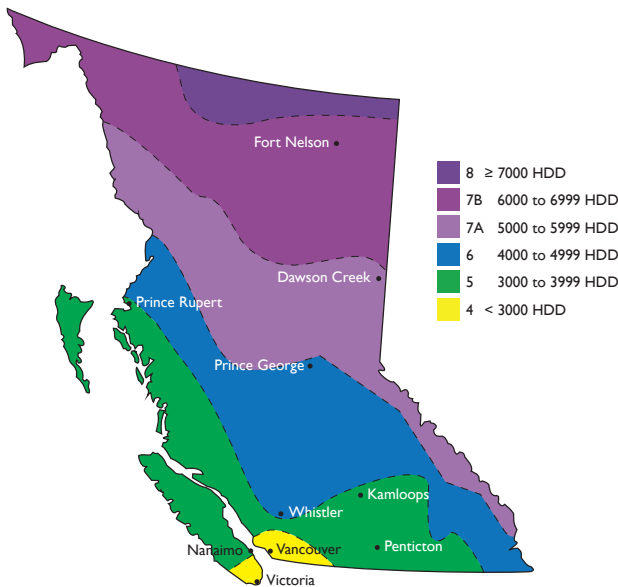 Fort Nelson
8 ≥ 7000 HDD
7B 6000 to 6999 HDD
7A 5000 to 5999 HDD
6 4000 to 4999 HDD
5 3000 to 3999 HDD
4 < 3000 HDD
Dawson Creek
Prince Rupert
Prince George
Kamloops
Whistler
Nanaimo
Vancouver
Penticton
Victoria